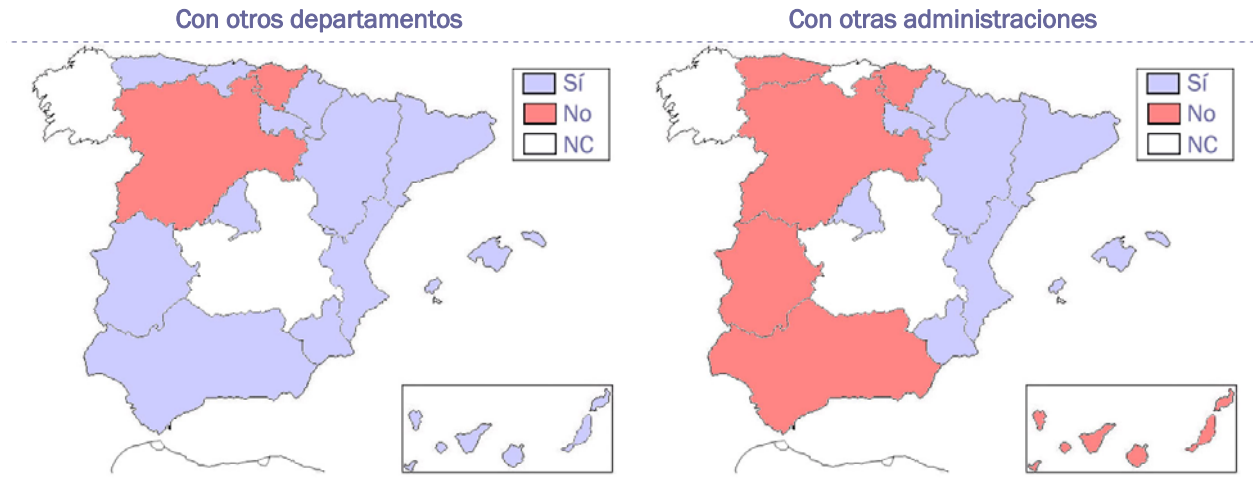 Con otros departamentos
Con otras administraciones
Sí
No
NC
Sí
No
NC